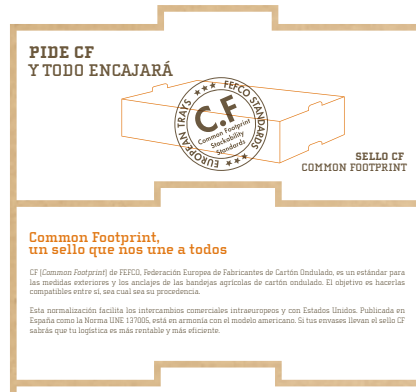 PIDE CF
Y TODO ENCAJARÁ
EUROPEAN TRAYS *** FEFCO STANDARDS ***
C.F
Common Footprint
Stackability
Standards
SELLO CF
COMMON FOOTPRINT
Common Footprint,
un sello que nos une a todos
CF (Common Footprint) de FEFCO, Federación Europea de Fabricantes de Cartón Ondulado, es un estándar para
las medidas exteriores y los anclajes de las bandejas agrícolas de cartón ondulado. El objetivo es hacerlas
compatibles entre sí, sea cual sea su procedencia.
Esta normalización facilita los intercambios comerciales intraeuropeos y con Estados Unidos. Publicada en
España como la Norma UNE 137005, está en armonía con el modelo americano. Si tus envases llevan el sello CF
sabrás que tu logística es más rentable y más eficiente.